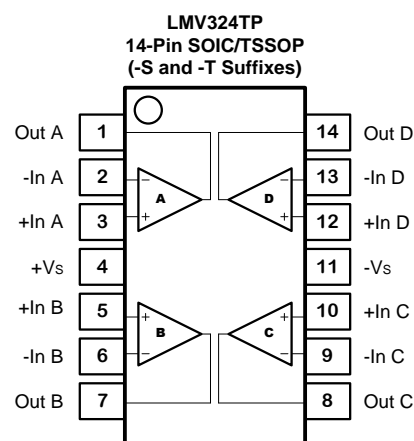 LMV324TP
14-Pin SOIC/TSSOP
(-S and -T Suffixes)
Out A 1 14 Out D
-In A 2 − − 13 -In D
A D
+In A 3 + + 12 +In D
+Vs 4 11 -Vs
+In B 5 + + 10 +In C
B C
-In B 6 − − 9 -In C
Out B 7 8 Out C